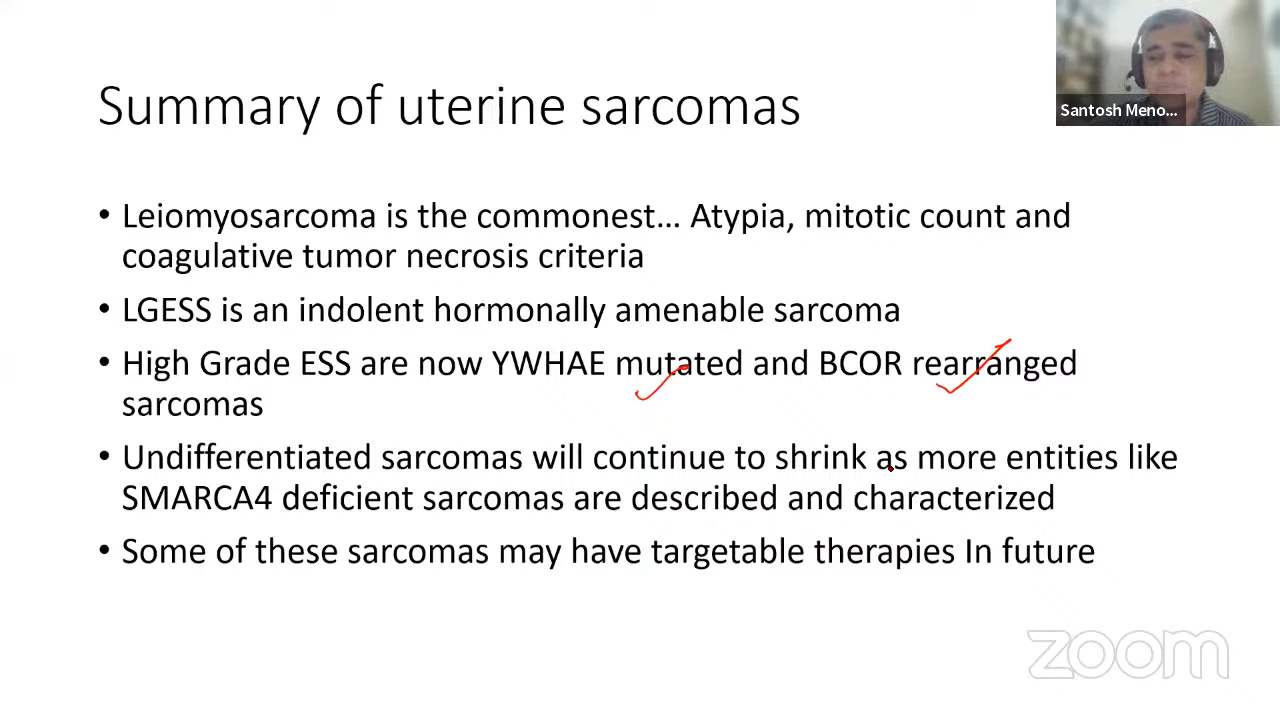 Santosh Meno...
Summary of uterine sarcomas
• Leiomyosarcoma is the commonest… Atypia, mitotic count and
coagulative tumor necrosis criteria
• LGESS is an indolent hormonally amenable sarcoma
• High Grade ESS are now YWHAE mutated and BCOR rearranged
sarcomas
• Undifferentiated sarcomas will continue to shrink as more entities like
SMARCA4 deficient sarcomas are described and characterized
• Some of these sarcomas may have targetable therapies In future
zoom